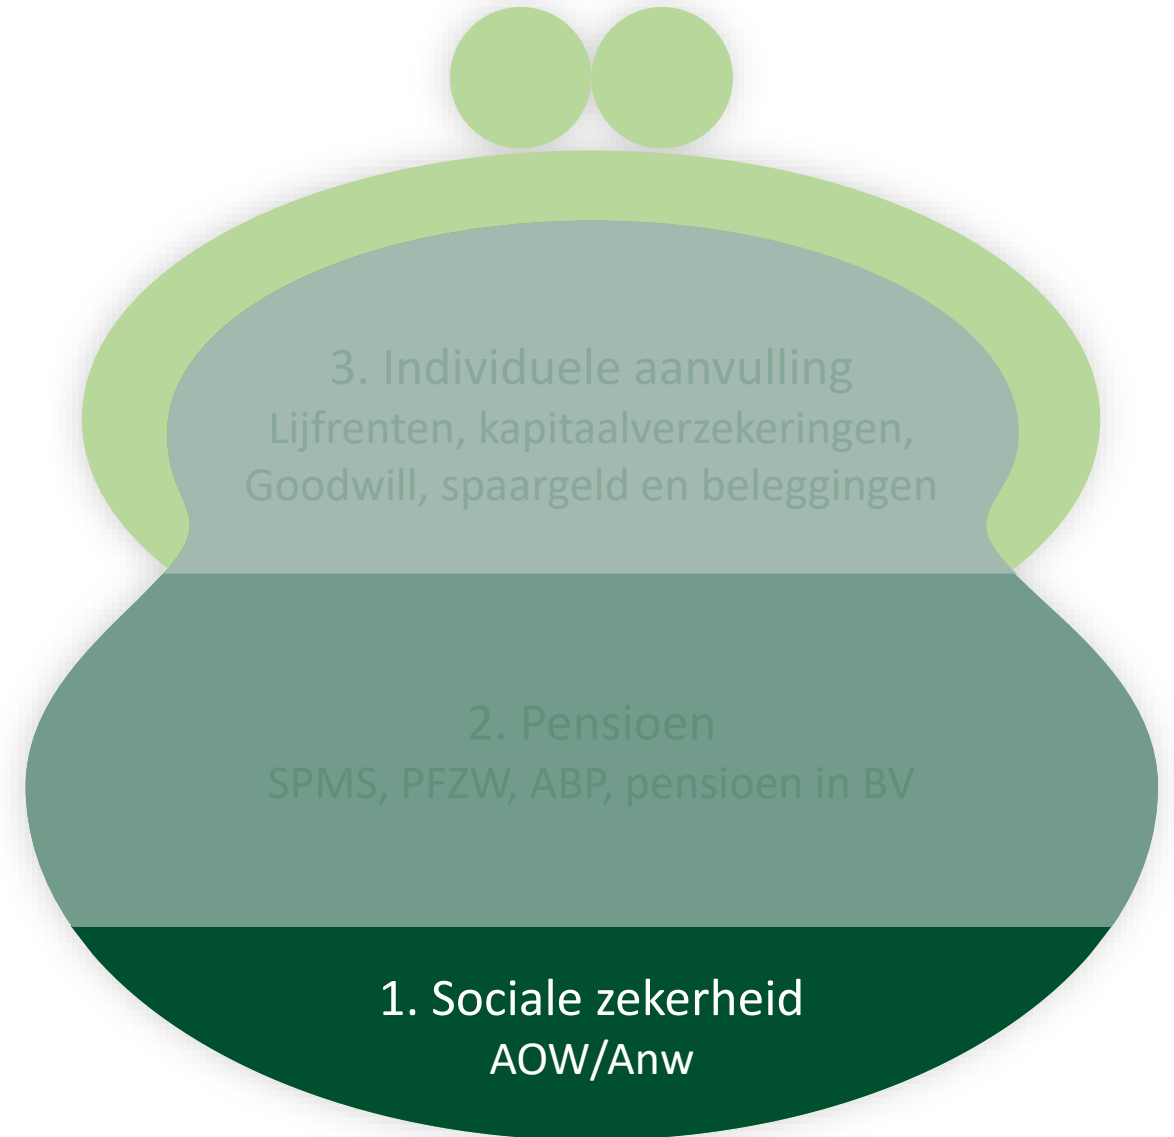 3. Individuele aanvulling
Lijfrenten, kapitaalverzekeringen,
Goodwill, spaargeld en beleggingen
2. Pensioen
SPMS, PFZW, ABP, pensioen in BV
1. Sociale zekerheid
AOW/Anw